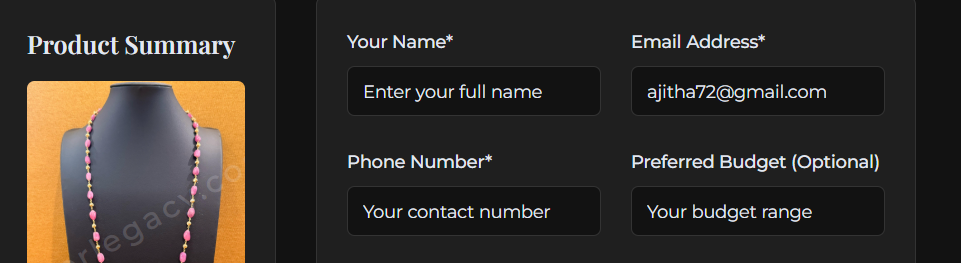 Product Summary
Your Name*
Email Address*
Enter your full name
ajitha72@gmail.com
Phone Number*
Preferred Budget (Optional)
Your contact number
Your budget range